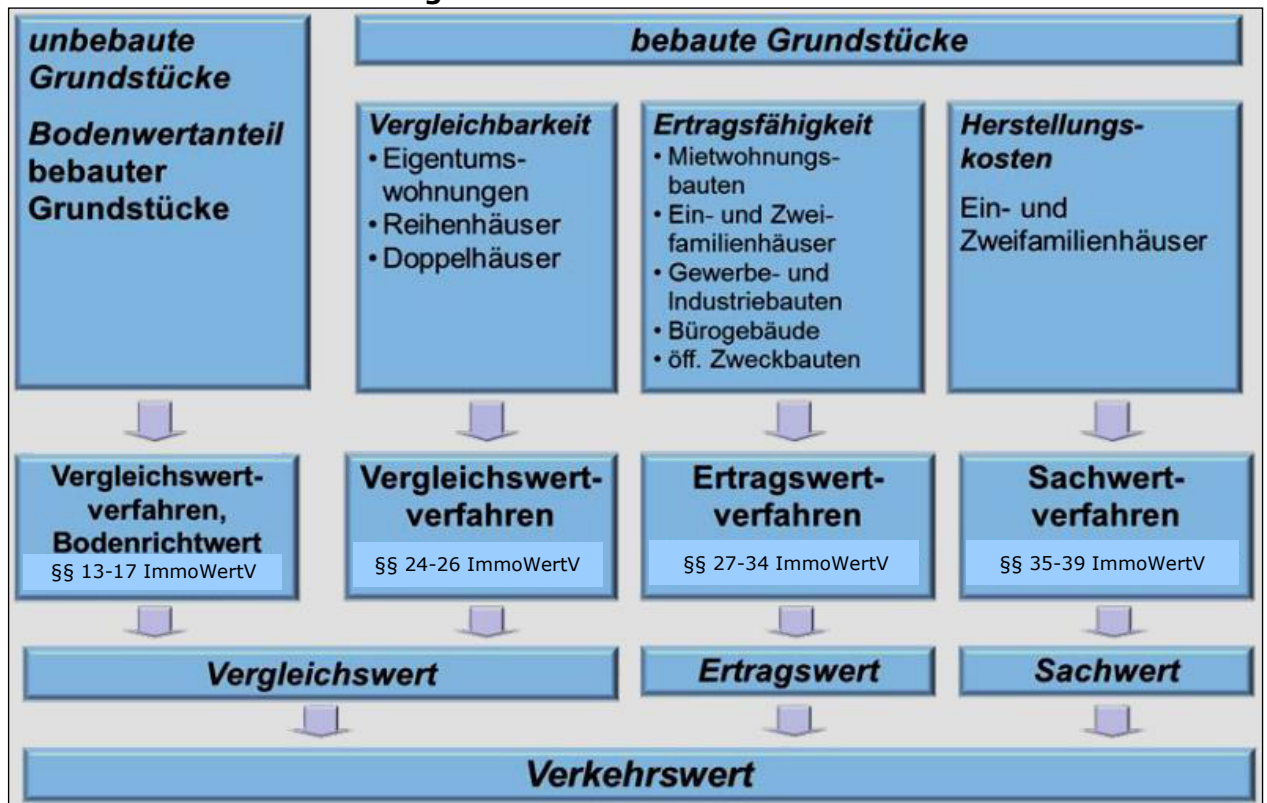 unbebaute
Grundstücke
Bodenwertanteil
bebauter
Grundstücke
bebaute Grundstücke
Vergleichbarkeit
• Eigentums-
wohnungen
• Reihenhäuser
• Doppelhäuser
Ertragsfähigkeit
• Mietwohnungs-
bauten
• Ein- und Zwei-
familienhäuser
• Gewerbe- und
Industriebauten
• Bürogebäude
• öff. Zweckbauten
Herstellungs-
kosten
Ein- und
Zweifamilienhäuser
Vergleichswert-
verfahren,
Bodenrichtwert
§§ 13-17 ImmoWertV
Vergleichswert-
verfahren
§§ 24-26 ImmoWertV
Ertragswert-
verfahren
§§ 27-34 ImmoWertV
Sachwert-
verfahren
§§ 35-39 ImmoWertV
Vergleichswert
Ertragswert
Sachwert
Verkehrswert